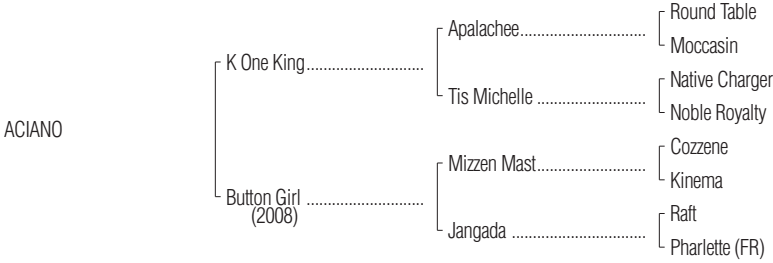 Round Table
Apalachee..............................
Moccasin
K One King............................
Native Charger
Tis Michelle ..........................
Noble Royalty
ACIANO
Cozzene
Mizzen Mast..........................
Kinema
Button Girl ............................
(2008)
Raft
Jangada ................................
Pharlette (FR)